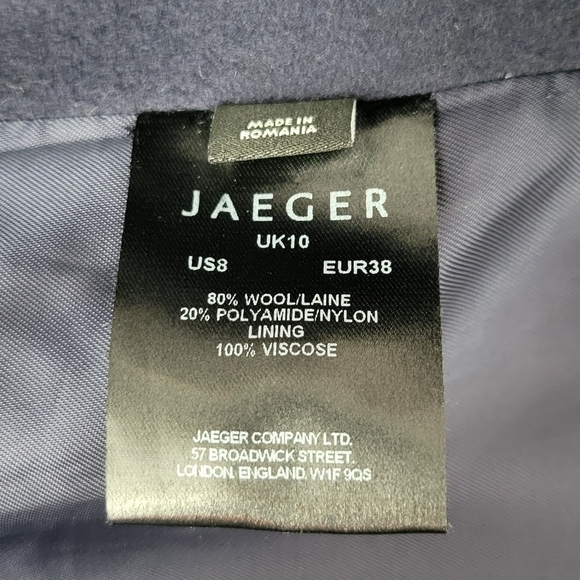 MADE IN
ROMANIA
JAEGER
UK10
US8 EUR38
80% WOOL/LAINE
20% POLYAMIDE/NYLON
LINING
100% VISCOSE
JAEGER COMPANY LTD.
57 BROADWICK STREET.
LONDON, ENGLAND. W1F 9QS